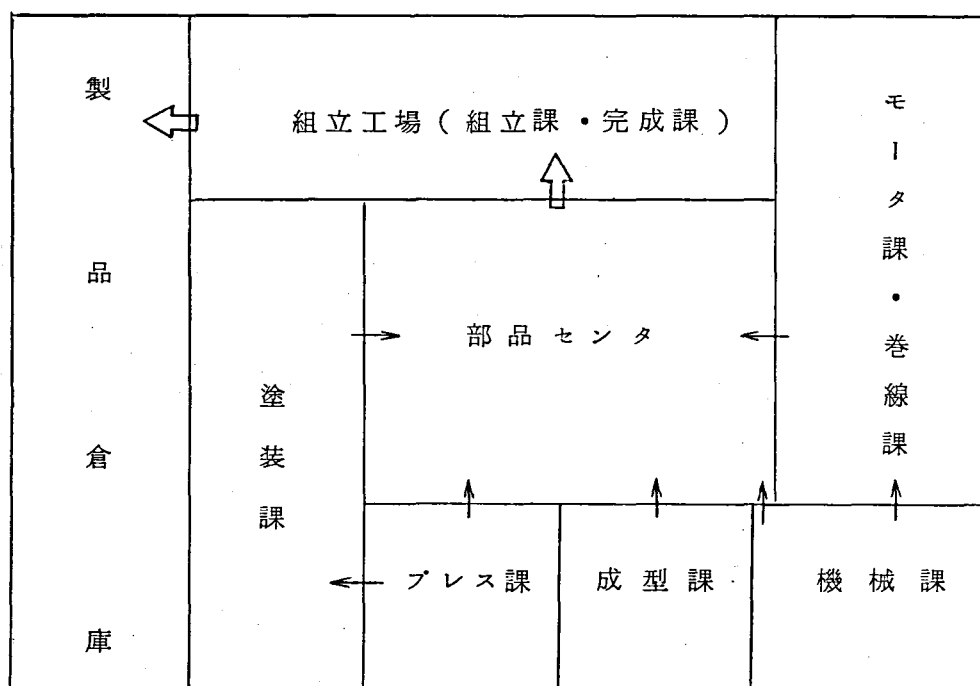 製品倉庫
組立工場(組立課・完成課)
モータ課・巻線課
部品センタ
塗装課
プレス課
成型課
機械課